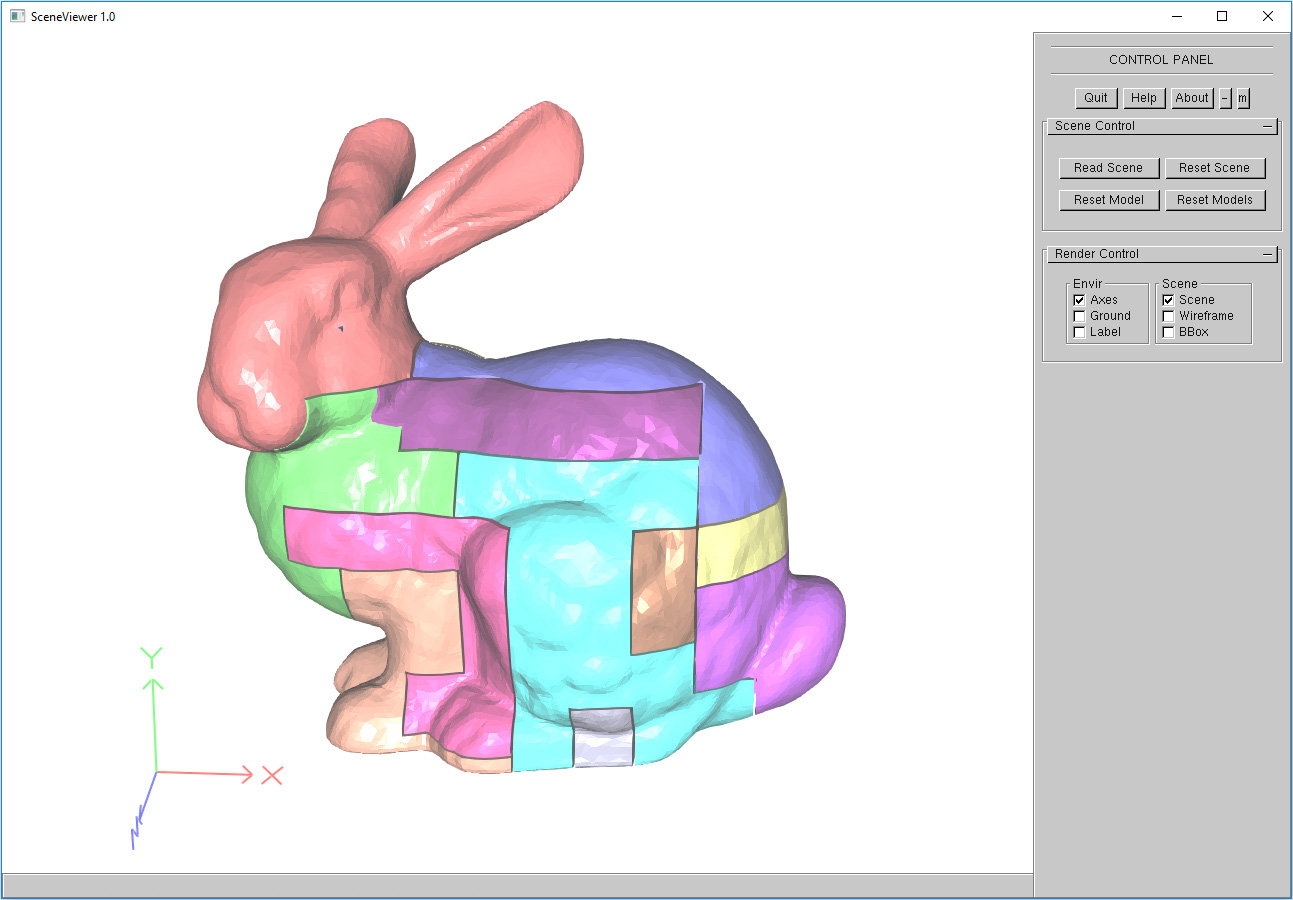 SceneViewer 1.0
CONTROL PANEL
Quit Help About - m
Scene Control
Read Scene Reset Scene
Reset Model Reset Models
Render Control
Envir Scene
Axes Scene
Ground Wireframe
Label BBox
Y
X
Z